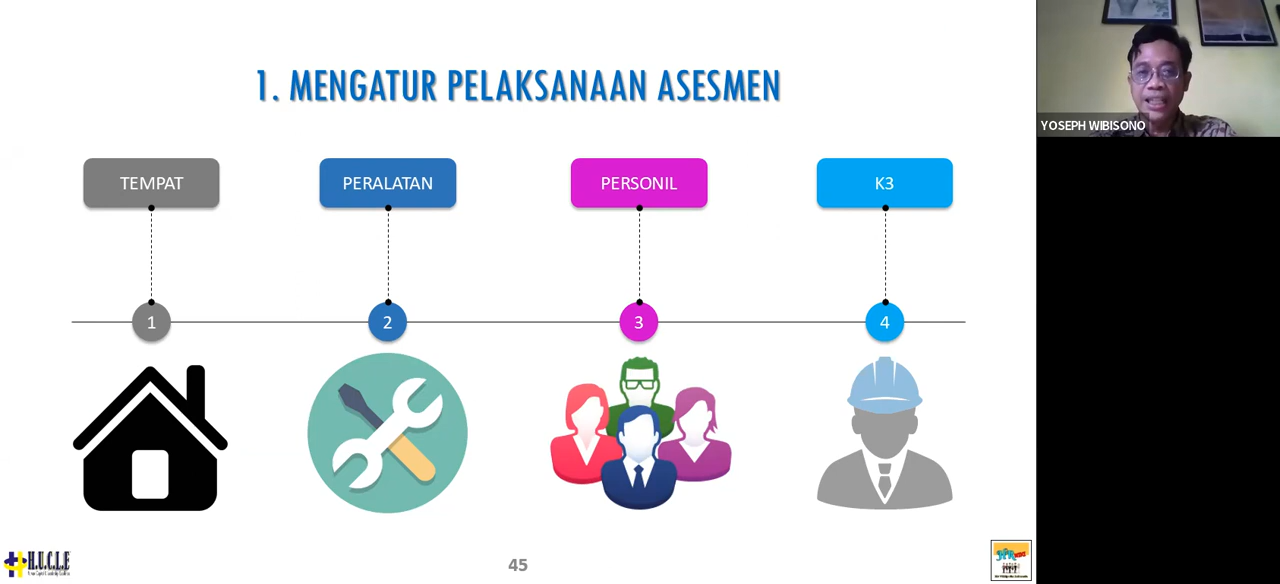 1. MENGATUR PELAKSANAAN ASESMEN
YOSEPH WIBISONO
TEMPAT
PERALATAN
PERSONIL
K3
1
2
3
4
H.U.C.L.E
45